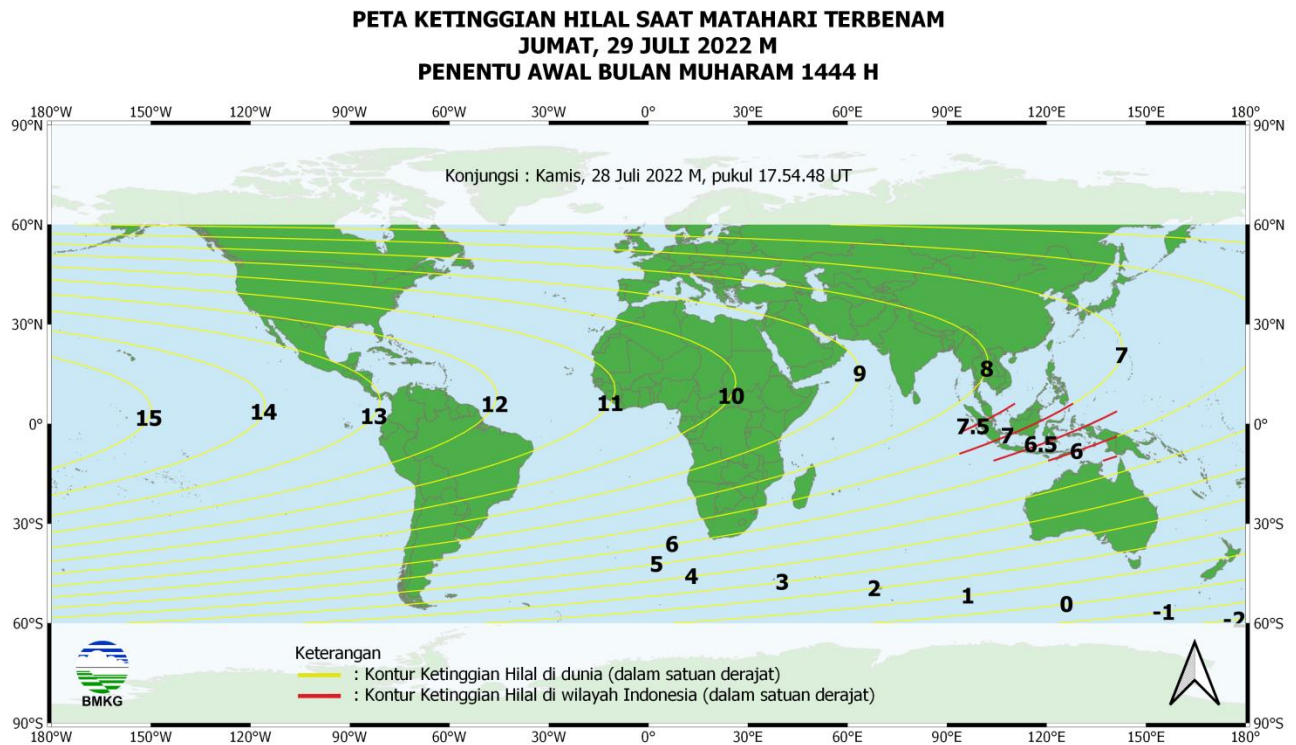 PETA KETINGGIAN HILAL SAAT MATAHARI TERBENAM
JUMAT, 29 JULI 2022 M
PENENTU AWAL BULAN MUHARAM 1444 H
180°W 150°W 120°W 90°W 60°W 30°W 0° 30°E 60°E 90°E 120°E 150°E 180°
90°N 90°N
Konjungsi : Kamis, 28 Juli 2022 M, pukul 17.54.48 UT
60°N 60°N
30°N 30°N
7
8
9
10
11
12
13
14
15
0° 0°
7.5
7
6.5
6
30°S 30°S
6
5
4
3
2
1
0
-1
-2
60°S 60°S
BMKG
Keterangan
: Kontur Ketinggian Hilal di dunia (dalam satuan derajat)
: Kontur Ketinggian Hilal di wilayah Indonesia (dalam satuan derajat)
90°S 90°S
180°W 150°W 120°W 90°W 60°W 30°W 0° 30°E 60°E 90°E 120°E 150°E 180°